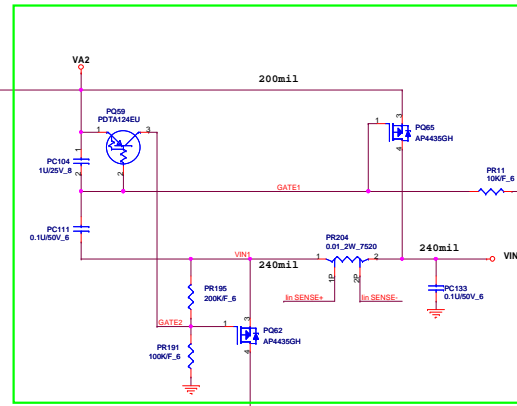 VA2
200mil
PQ59
PDTA124EU
1
3
2
1
2
PC104
1U/25V_8
3
1
4
PQ65
AP4435GH
PR11
10K/F_6
GATE1
PC111
0.1U/50V_6
PR204
0.01_2W_7520
VIN1
1
2
240mil
240mil
VIN
1P
2P
Iin SENSE+
Iin SENSE-
PC133
0.1U/50V_6
PR195
200K/F_6
GATE2
1
3
4
PQ62
AP4435GH
PR191
100K/F_6